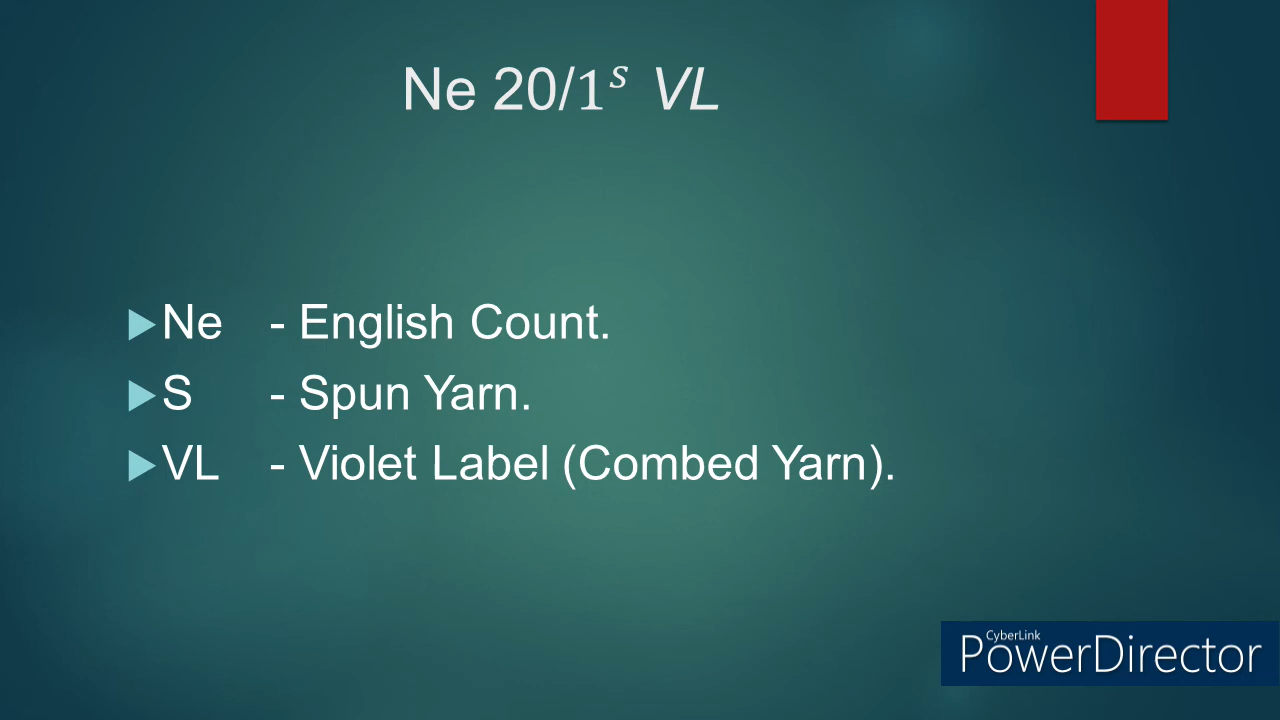 Ne 20/1ˢ VL
Ne - English Count.
S - Spun Yarn.
VL - Violet Label (Combed Yarn).
CyberLink
PowerDirector